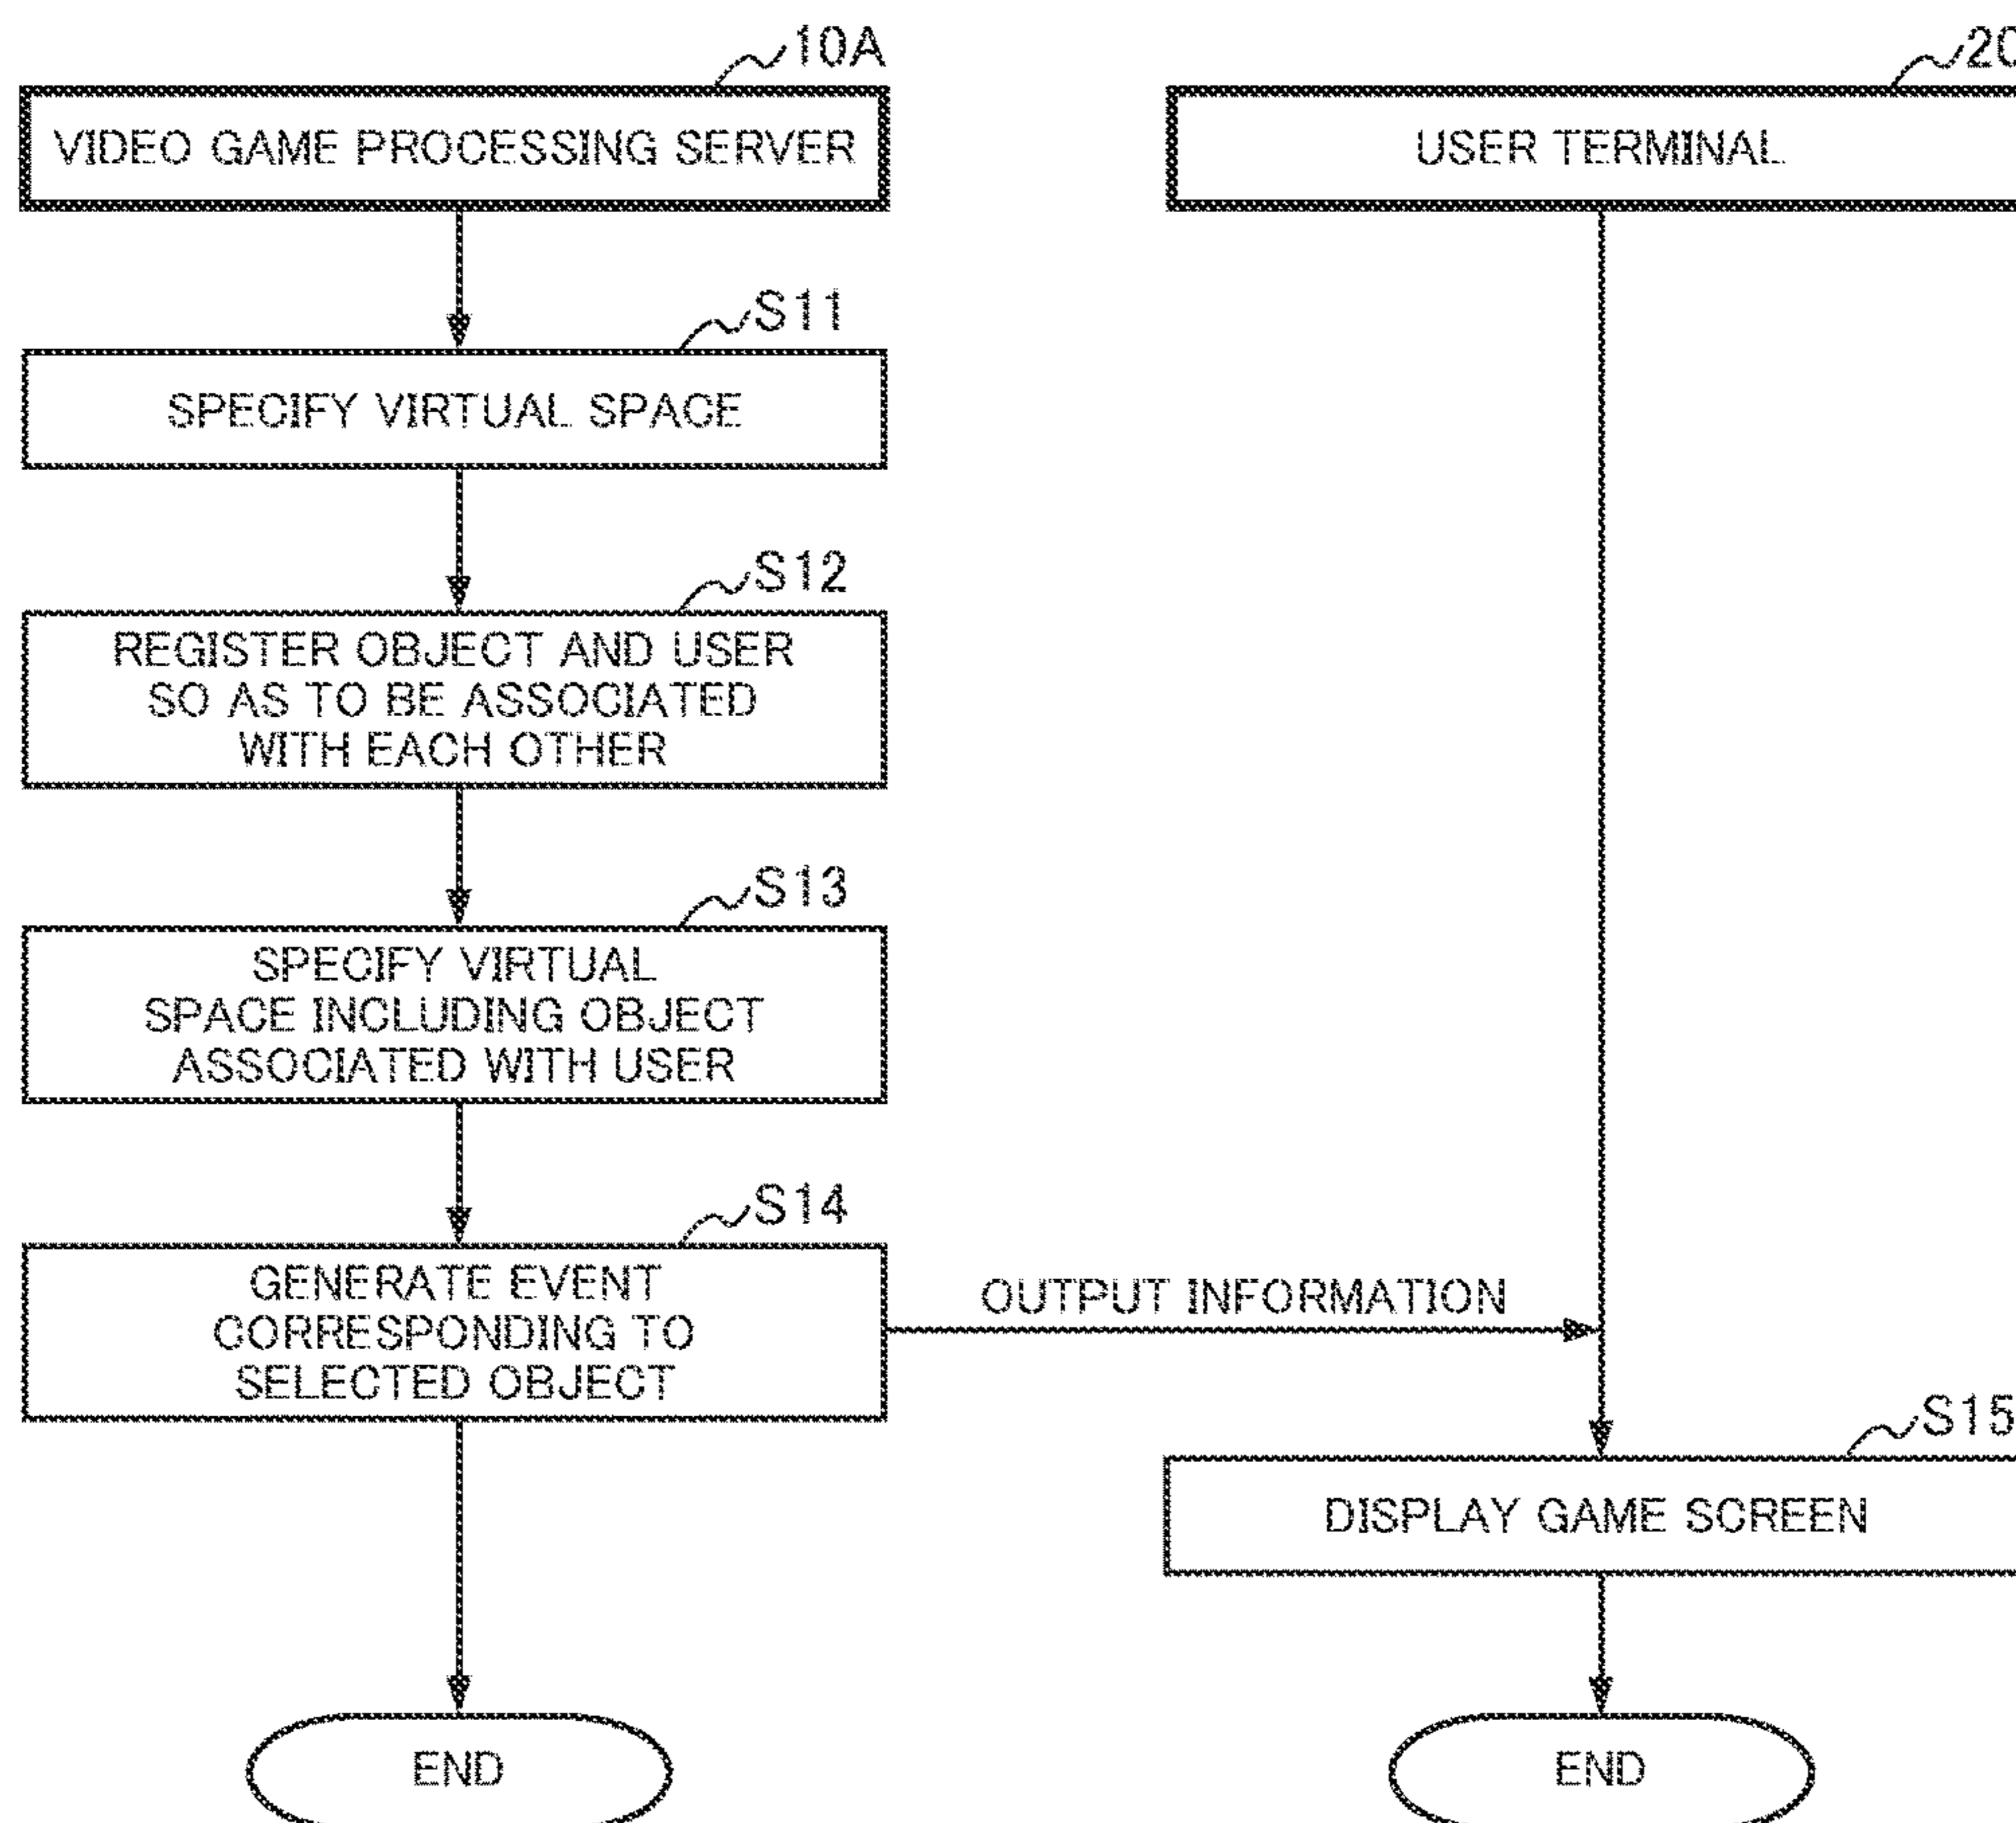 10A
VIDEO GAME PROCESSING SERVER
S11
SPECIFY VIRTUAL SPACE
S12
REGISTER OBJECT AND USER
SO AS TO BE ASSOCIATED
WITH EACH OTHER
S13
SPECIFY VIRTUAL
SPACE INCLUDING OBJECT
ASSOCIATED WITH USER
S14
GENERATE EVENT
CORRESPONDING TO
SELECTED OBJECT
END
OUTPUT INFORMATION
20
USER TERMINAL
S15
DISPLAY GAME SCREEN
END